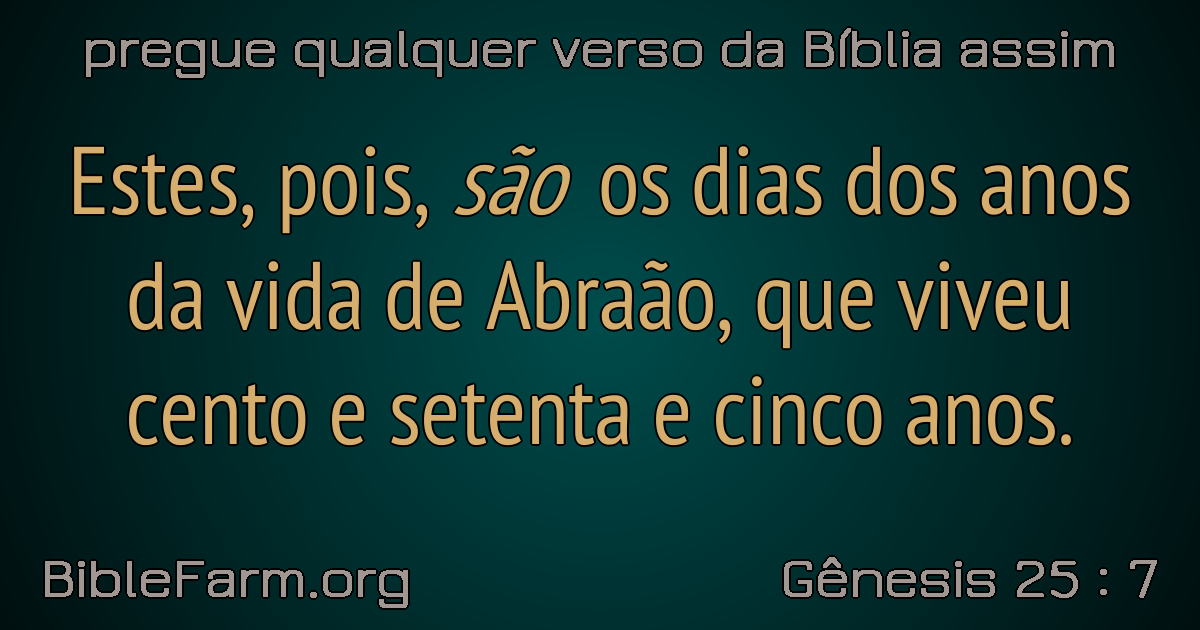 pregue qualquer verso da Bíblia assim
Estes, pois, são os dias dos anos
da vida de Abraão, que viveu
cento e setenta e cinco anos.
BibleFarm.org
Gênesis 25 : 7